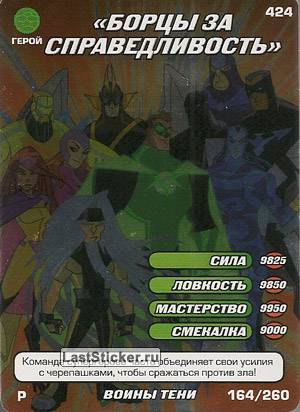 424
ГЕРОЙ
«БОРЦЫ ЗА
СПРАВЕДЛИВОСТЬ»
СИЛА 9825
ЛОВКОСТЬ 9850
МАСТЕРСТВО 9950
СМЕКАЛКА 9000
Команда объединяет свои усилия
с черепашками, чтобы сражаться против зла!
LastSticker.ru
Р ВОИНЫ ТЕНИ 164/260